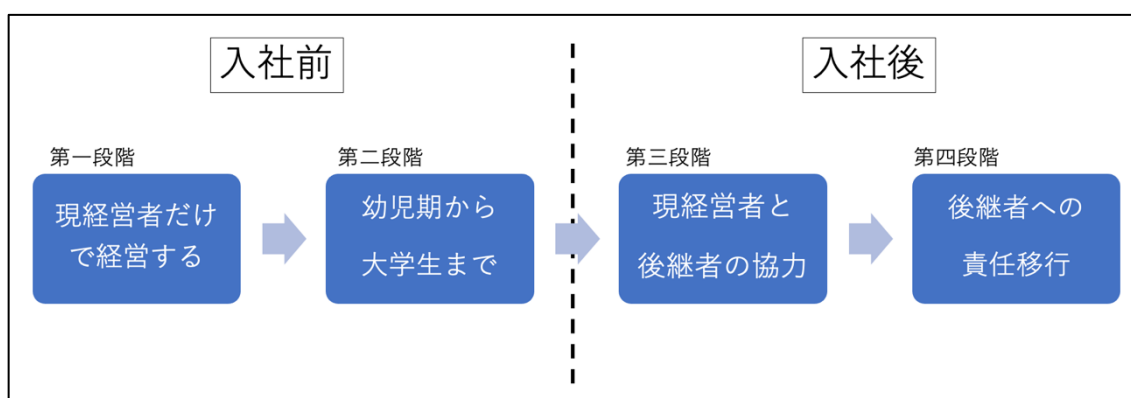 入社前
入社後
第一段階
現経営者だけ
で経営する
第二段階
幼児期から
大学生まで
第三段階
現経営者と
後継者の協力
第四段階
後継者への
責任移行